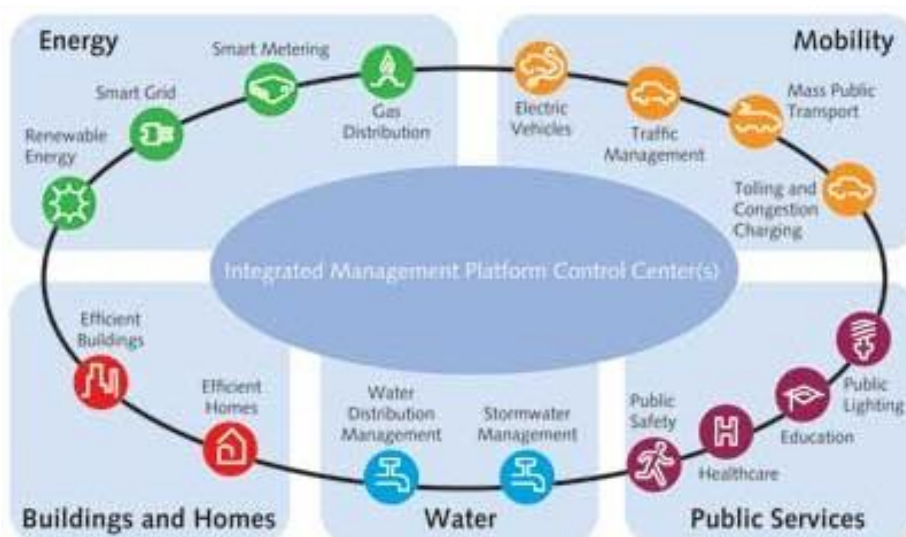 Energy
Mobility
Smart Metering
Smart Grid
Renewable
Energy
Gas
Distribution
Electric
Vehicles
Traffic
Management
Mass Public
Transport
Tolling and
Congestion
Charging
Integrated Management Platform Control Center(s)
Efficient
Buildings
Efficient
Homes
Water
Distribution
Management
Stormwater
Management
Public
Safety
Healthcare
Education
Public
Lighting
Buildings and Homes
Water
Public Services